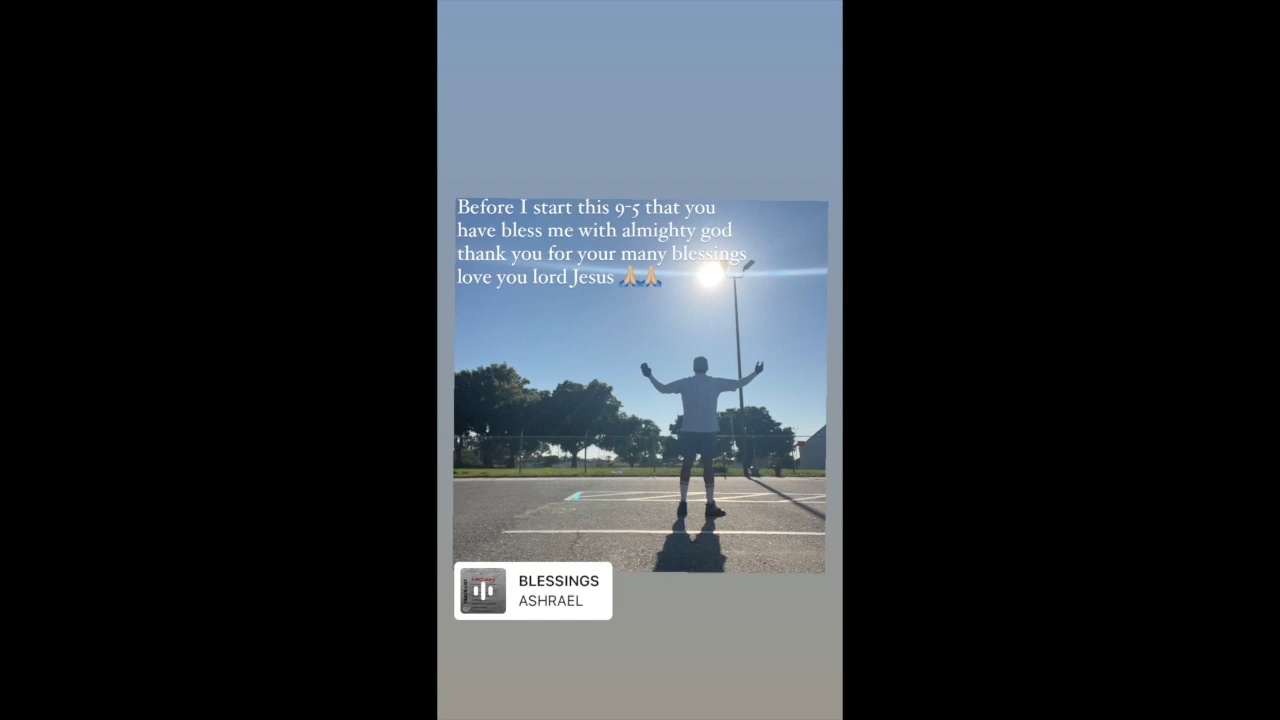 Before I start this 9-5 that you
have bless me with almighty god
thank you for your many blessings
love you lord Jesus 🙏🏼🙏🏼
BLESSINGS
ASHRAEL